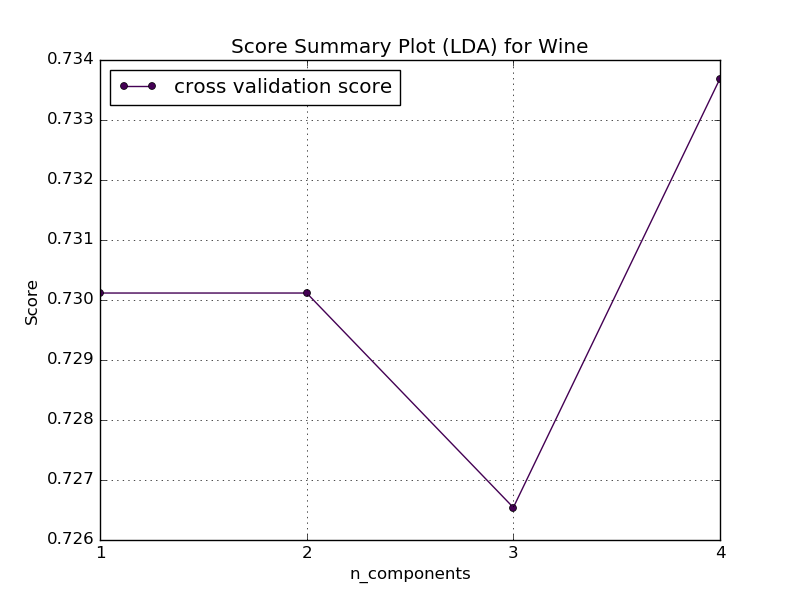 Score Summary Plot (LDA) for Wine
cross validation score
0.734
0.733
0.732
0.731
0.730
0.729
0.728
0.727
0.726
Score
1 2 3 4
n_components